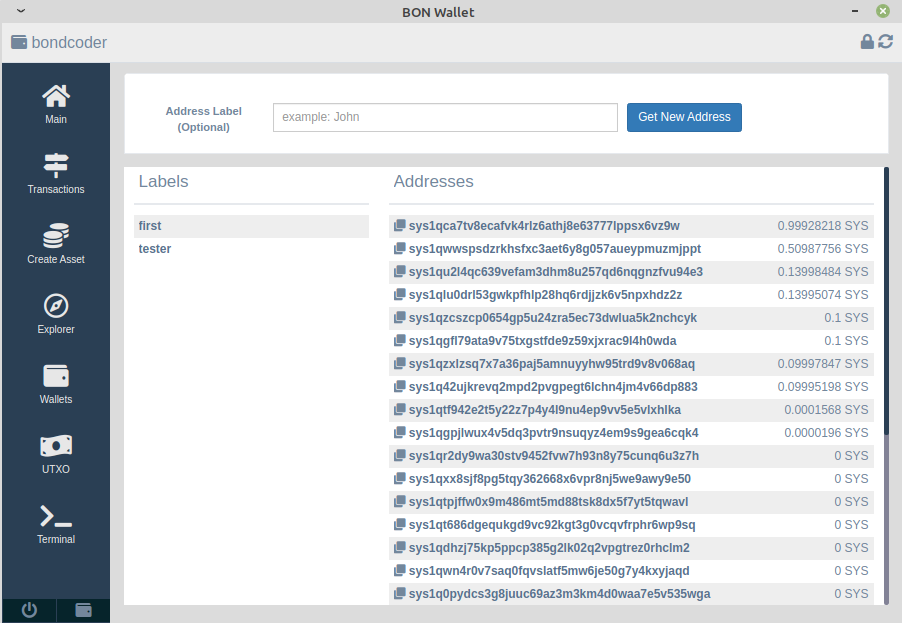 BON Wallet
bondcoder
Main
Transactions
Create Asset
Explorer
Wallets
UTXO
Terminal
Address Label
(Optional)
example: John
Get New Address
Labels
first
tester
Addresses
sys1qca7tv8ecafvk4rlz6athj8e63777lppsx6vz9w 0.99928218 SYS
sys1qwwspsdzrkhsfxc3aet6y8g057aueypmuzmjppt 0.50987756 SYS
sys1qu2l4qc639vefam3dhm8u257qd6nqgnzfvu94e3 0.13998484 SYS
sys1qlu0drl53gwkpfhlp28hq6rdjjzk6v5npxhdz2z 0.13995074 SYS
sys1qzcszcp0654gp5u24zra5ec73dwlua5k2nchcyk 0.1 SYS
sys1qgfl79ata9v75txgstfde9z59xjxrac9l4h0wda 0.1 SYS
sys1qzxlzsq7x7a36paj5amnuyyhw95trd9v8v068aq 0.09997847 SYS
sys1q42ujkrevq2mpd2pvgpegt6lchn4jm4v66dp883 0.09995198 SYS
sys1qtf942e2t5y22z7p4y4l9nu4ep9vv5e5vlxhlka 0.0001568 SYS
sys1qgpjlwux4v5dq3pvtr9nsuqyz4em9s9gea6cqk4 0.0000196 SYS
sys1qr2dy9wa30stv9452fvw7h93n8y75cunq6u3z7h 0 SYS
sys1qxx8sjf8pg5tqy362668x6vpr8nj5we9awy9e50 0 SYS
sys1qtpjffw0x9m486mt5md88tsk8dx5f7yt5tqwavl 0 SYS
sys1qt686dgequkgd9vc92kgt3g0vcqvfrphr6wp9sq 0 SYS
sys1qdhzj75kp5ppcp385g2lk02q2vpgtrez0rhclm2 0 SYS
sys1qwn4r0v7saq0fqvslatf5mw6je50g7y4kxyjaqd 0 SYS
sys1q0pydcs3g8juuc69az3m3km4d0waa7e5v535wga 0 SYS